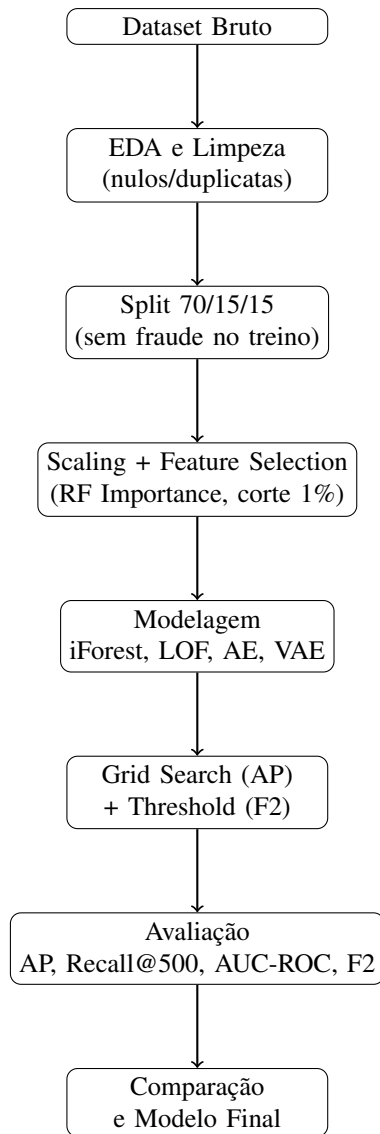 Dataset Bruto
EDA e Limpeza
(nulos/duplicatas)
Split 70/15/15
(sem fraude no treino)
Scaling + Feature Selection
(RF Importance, corte 1%)
Modelagem
iForest, LOF, AE, VAE
Grid Search (AP)
+ Threshold (F2)
Avaliação
AP, Recall@500, AUC-ROC, F2
Comparação
e Modelo Final